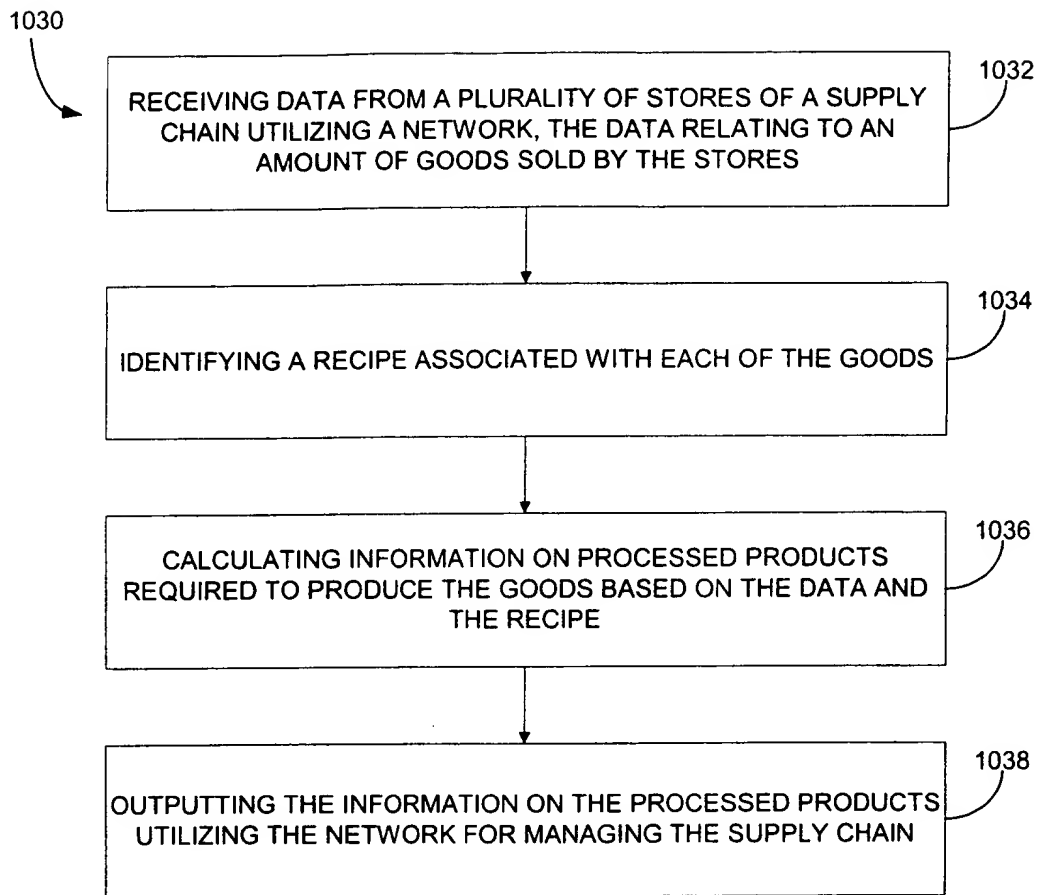 1030
1032
RECEIVING DATA FROM A PLURALITY OF STORES OF A SUPPLY
CHAIN UTILIZING A NETWORK, THE DATA RELATING TO AN
AMOUNT OF GOODS SOLD BY THE STORES
1034
IDENTIFYING A RECIPE ASSOCIATED WITH EACH OF THE GOODS
1036
CALCULATING INFORMATION ON PROCESSED PRODUCTS
REQUIRED TO PRODUCE THE GOODS BASED ON THE DATA AND
THE RECIPE
1038
OUTPUTTING THE INFORMATION ON THE PROCESSED PRODUCTS
UTILIZING THE NETWORK FOR MANAGING THE SUPPLY CHAIN